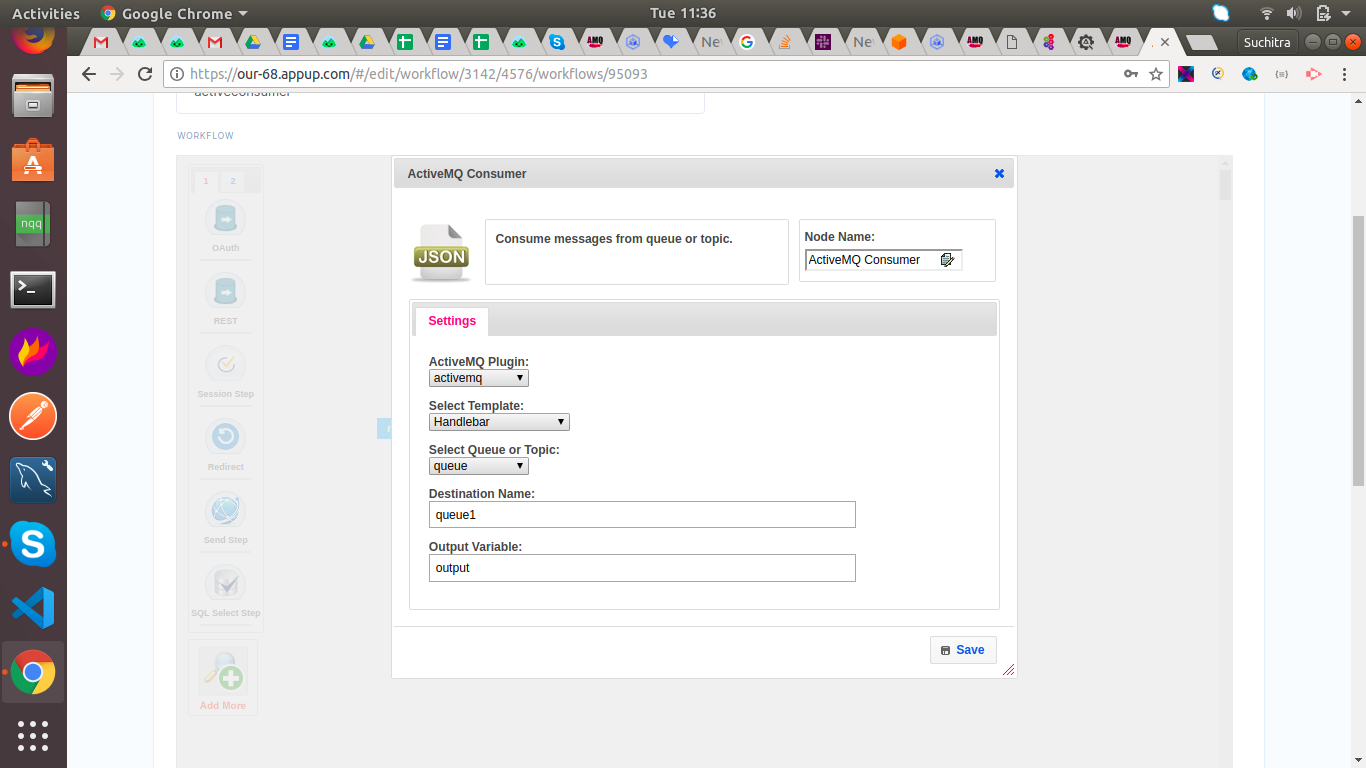 Activities
Google Chrome
Tue 11:36
Suchitra
https://our-68.appup.com/#/edit/workflow/3142/4576/workflows/95093
activeconsumer
WORKFLOW
1 2
OAuth
REST
Session Step
Redirect
Send Step
SQL Select Step
Add More
ActiveMQ Consumer
JSON
Consume messages from queue or topic.
Node Name:
ActiveMQ Consumer
Settings
ActiveMQ Plugin:
activemq
Select Template:
Handlebar
Select Queue or Topic:
queue
Destination Name:
queue1
Output Variable:
output
Save
nqq